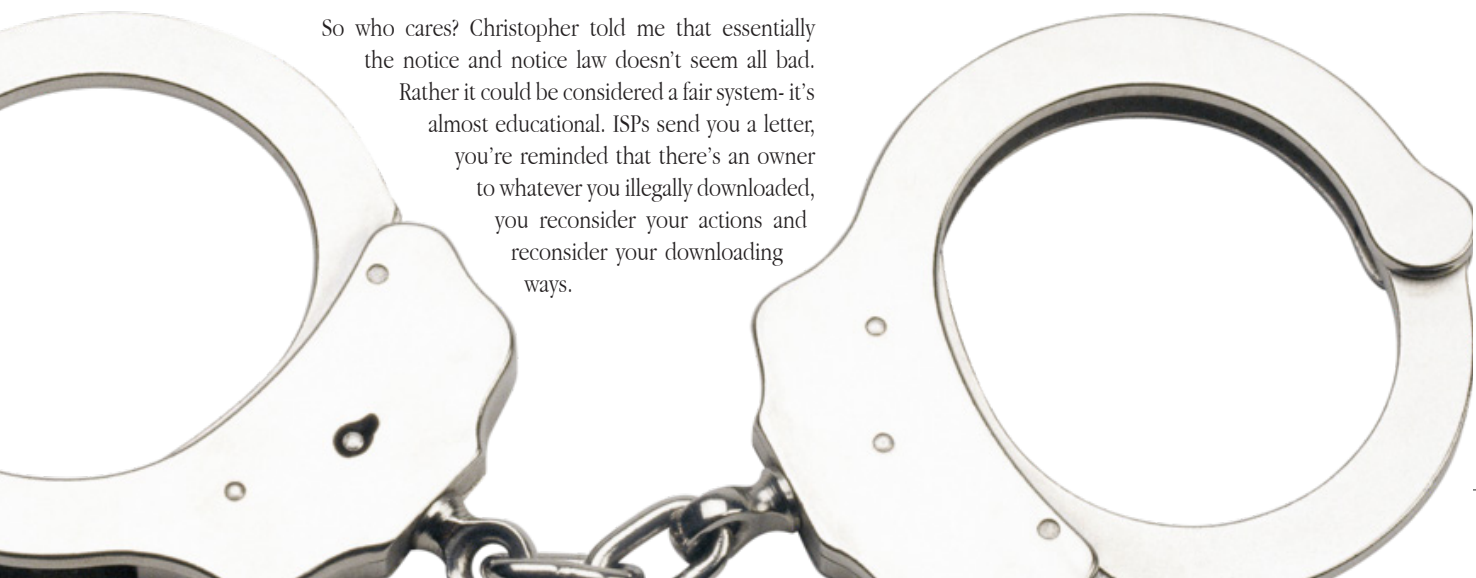 So who cares? Christopher told me that essentially
the notice and notice law doesn't seem all bad.
Rather it could be considered a fair system- it's
almost educational. ISPs send you a letter,
you're reminded that there's an owner
to whatever you illegally downloaded,
you reconsider your actions and
reconsider your downloading
ways.